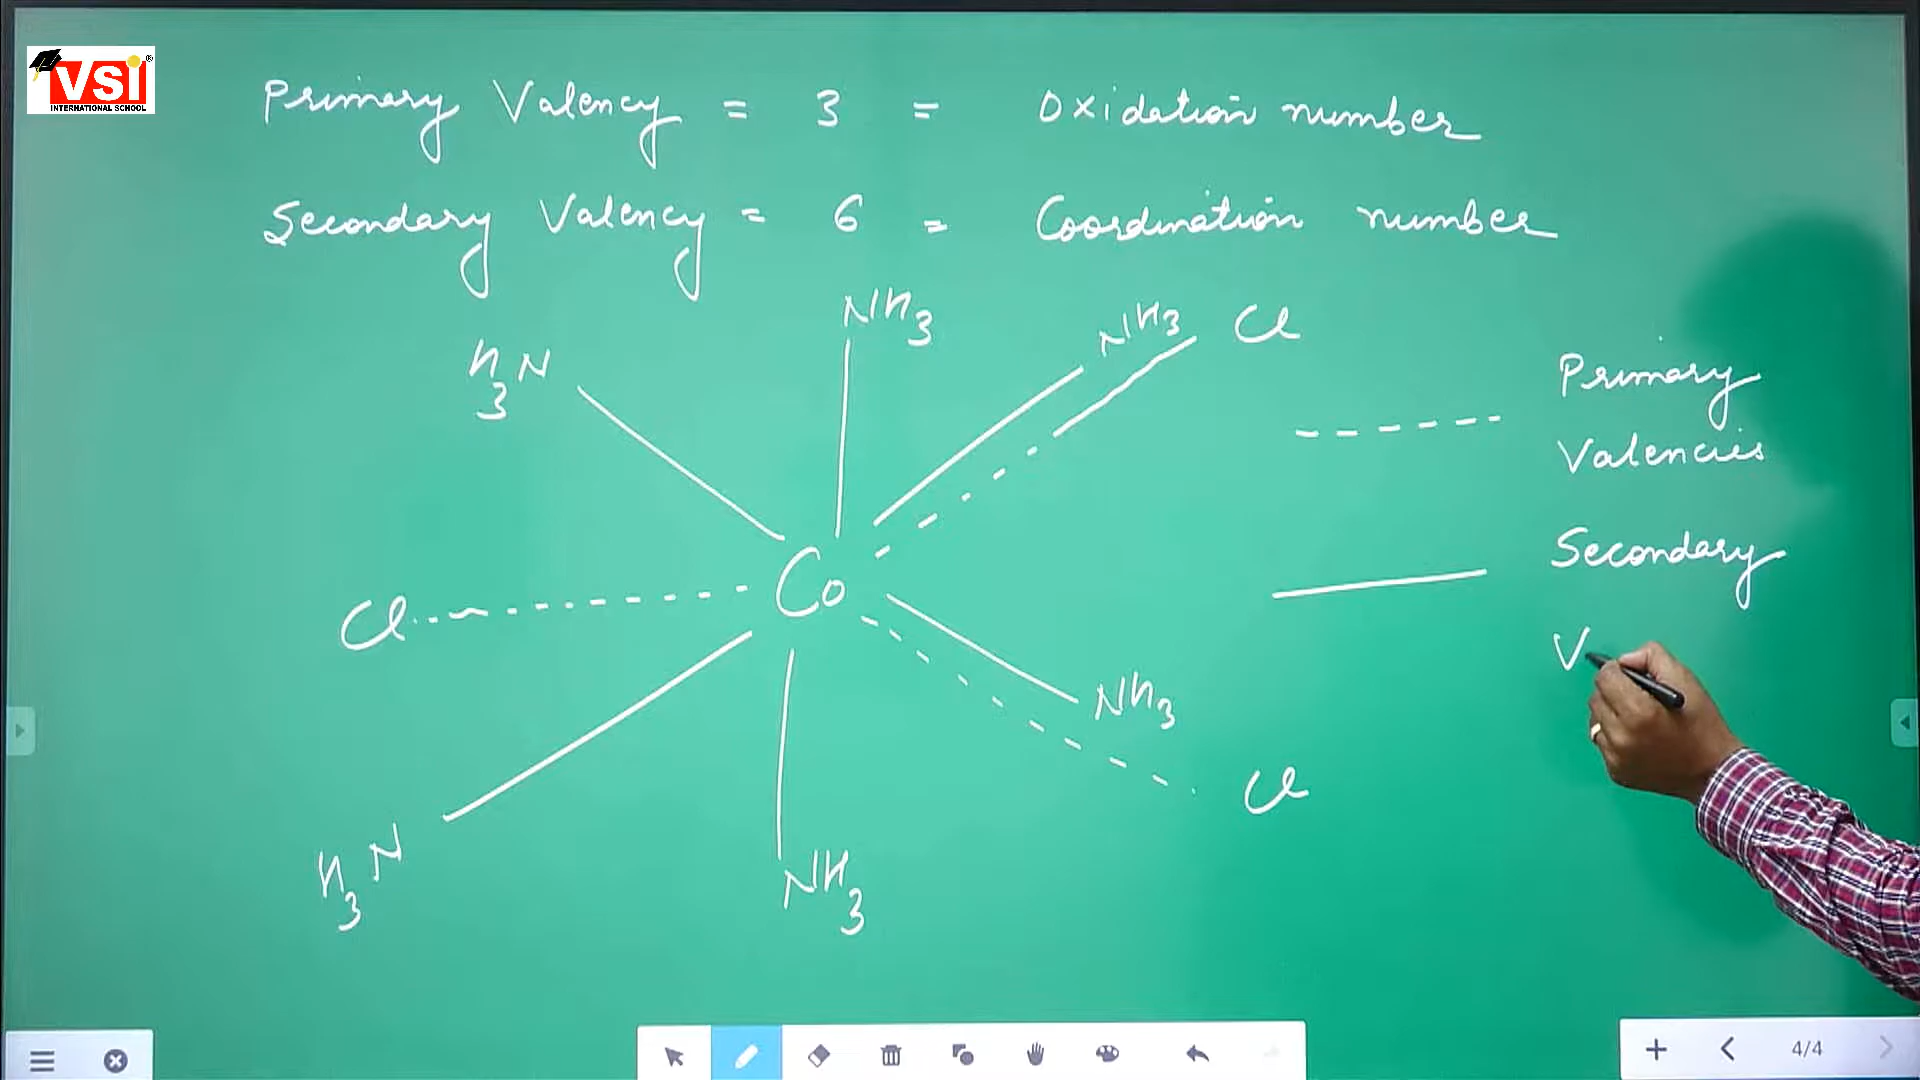 VSI
INTERNATIONAL SCHOOL
Primary Valency = 3 = Oxidation number
Secondary Valency = 6 = Coordination number
NH3
NH3 Cl
H3N
Primary
Valencies
Secondary
V
Co
Cl
NH3
Cl
H3N
NH3
4/4